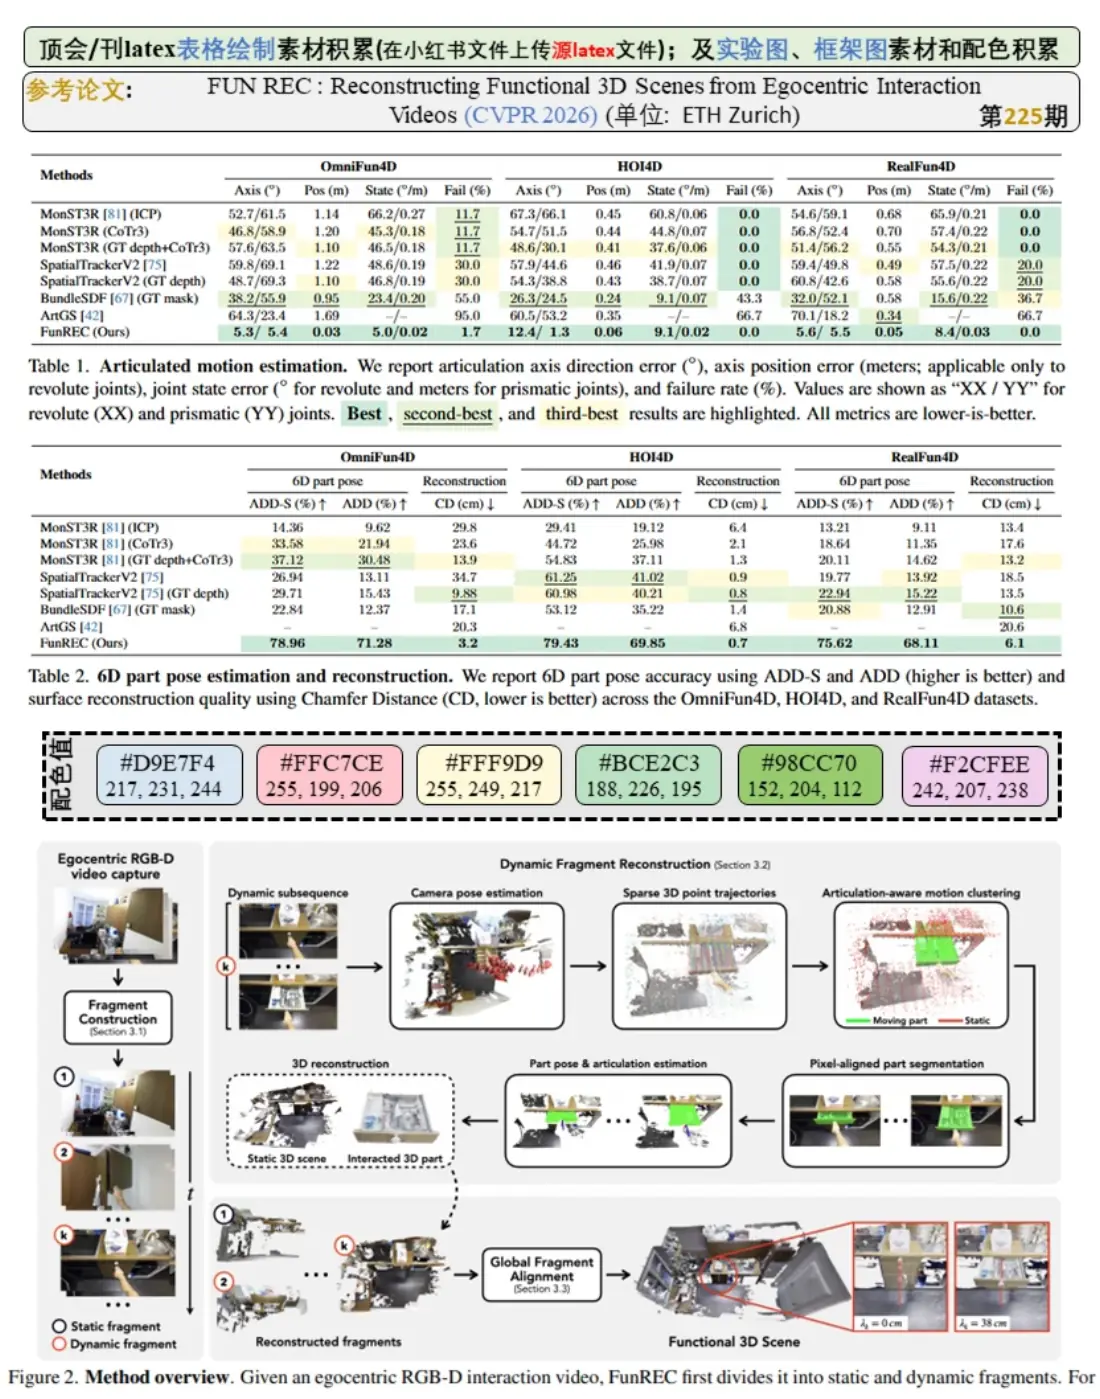 顶会/刊latex表格绘制素材积累(在小红书文件上传源latex文件)；及实验图、框架图素材和配色积累
参考论文:
FUN REC : Reconstructing Functional 3D Scenes from Egocentric Interaction
Videos (CVPR 2026) (单位: ETH Zurich)
第225期
Methods OmniFun4D HOI4D RealFun4D
Axis (°) Pos (m) State (°/m) Fail (%) Axis (°) Pos (m) State (°/m) Fail (%) Axis (°) Pos (m) State (°/m) Fail (%)
MonST3R [81] (ICP) 52.7/61.5 1.14 66.2/0.27 11.7 67.3/66.1 0.45 60.8/0.06 0.0 54.6/59.1 0.68 65.9/0.21 0.0
MonST3R (CoTr3) 46.8/58.9 1.20 45.3/0.18 11.7 54.7/51.5 0.44 44.8/0.07 0.0 56.8/52.4 0.70 57.4/0.22 0.0
MonST3R (GT depth+CoTr3) 57.6/63.5 1.10 46.5/0.18 11.7 48.6/30.1 0.41 37.6/0.06 0.0 51.4/56.2 0.55 54.3/0.21 0.0
SpatialTrackerV2 [75] 59.8/69.1 1.22 48.6/0.19 30.0 57.9/44.6 0.46 41.9/0.07 0.0 59.4/49.8 0.49 57.5/0.22 20.0
SpatialTrackerV2 (GT depth) 48.7/69.3 1.10 46.8/0.19 30.0 54.3/38.8 0.43 38.7/0.07 0.0 60.8/42.6 0.58 55.6/0.22 20.0
BundleSDF [67] (GT mask) 38.2/55.9 0.95 23.4/0.20 55.0 26.3/24.5 0.24 9.1/0.07 43.3 32.0/52.1 0.58 15.6/0.22 36.7
ArtGS [42] 64.3/23.4 1.69 –/– 95.0 60.5/53.2 0.35 –/– 66.7 70.1/18.2 0.34 –/– 66.7
FunREC (Ours) 5.3/ 5.4 0.03 5.0/0.02 1.7 12.4/ 1.3 0.06 9.1/0.02 0.0 5.6/ 5.5 0.05 8.4/0.03 0.0
Table 1. Articulated motion estimation. We report articulation axis direction error (°), axis position error (meters; applicable only to
revolute joints), joint state error (° for revolute and meters for prismatic joints), and failure rate (%). Values are shown as “XX / YY” for
revolute (XX) and prismatic (YY) joints. Best , second-best , and third-best results are highlighted. All metrics are lower-is-better.
Methods OmniFun4D HOI4D RealFun4D
6D part pose Reconstruction 6D part pose Reconstruction 6D part pose Reconstruction
ADD-S (%) ↑ ADD (%) ↑ CD (cm) ↓ ADD-S (%) ↑ ADD (%) ↑ CD (cm) ↓ ADD-S (%) ↑ ADD (%) ↑ CD (cm) ↓
MonST3R [81] (ICP) 14.36 9.62 29.8 29.41 19.12 6.4 13.21 9.11 13.4
MonST3R [81] (CoTr3) 33.58 21.94 23.6 44.72 25.98 2.1 18.64 11.35 17.6
MonST3R [81] (GT depth+CoTr3) 37.12 30.48 13.9 54.83 37.11 1.3 20.11 14.62 13.2
SpatialTrackerV2 [75] 26.94 13.11 34.7 61.25 41.02 0.9 19.77 13.92 18.5
SpatialTrackerV2 [75] (GT depth) 29.71 15.43 9.88 60.98 40.21 0.8 22.94 15.22 13.5
BundleSDF [67] (GT mask) 22.84 12.37 17.1 53.12 35.22 1.4 20.88 12.91 10.6
ArtGS [42] – – 20.3 – – 6.8 – – 20.6
FunREC (Ours) 78.96 71.28 3.2 79.43 69.85 0.7 75.62 68.11 6.1
Table 2. 6D part pose estimation and reconstruction. We report 6D part pose accuracy using ADD-S and ADD (higher is better) and
surface reconstruction quality using Chamfer Distance (CD, lower is better) across the OmniFun4D, HOI4D, and RealFun4D datasets.
配色值
#D9E7F4 #FFC7CE #FFF9D9 #BCE2C3 #98CC70 #F2CFEE
217, 231, 244 255, 199, 206 255, 249, 217 188, 226, 195 152, 204, 112 242, 207, 238
Egocentric RGB-D
video capture
Fragment
Construction
(Section 3.1)
1
2
k
t
Static fragment
Dynamic fragment
Dynamic Fragment Reconstruction (Section 3.2)
Dynamic subsequence Camera pose estimation Sparse 3D point trajectories Articulation-aware motion clustering
k
Moving part Static
3D reconstruction Part pose & articulation estimation Pixel-aligned part segmentation
Static 3D scene Interacted 3D part
1
2
k
Reconstructed fragments
Global Fragment
Alignment
(Section 3.3)
Functional 3D Scene
λₜ = 0 cm λₜ = 38 cm
Figure 2. Method overview. Given an egocentric RGB-D interaction video, FunREC first divides it into static and dynamic fragments. For